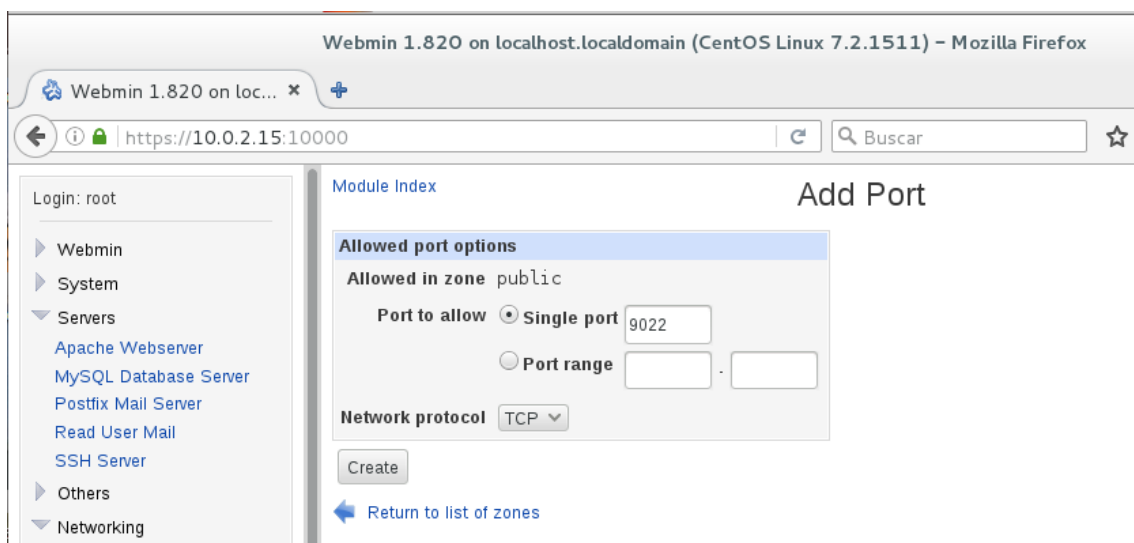 Webmin 1.820 on localhost.localdomain (CentOS Linux 7.2.1511) – Mozilla Firefox
Webmin 1.820 on loc... ×
https://10.0.2.15:10000
Buscar
Login: root
Webmin
System
Servers
Apache Webserver
MySQL Database Server
Postfix Mail Server
Read User Mail
SSH Server
Others
Networking
Module Index
Add Port
Allowed port options
Allowed in zone public
Port to allow Single port 9022
Port range .
Network protocol TCP
Create
Return to list of zones